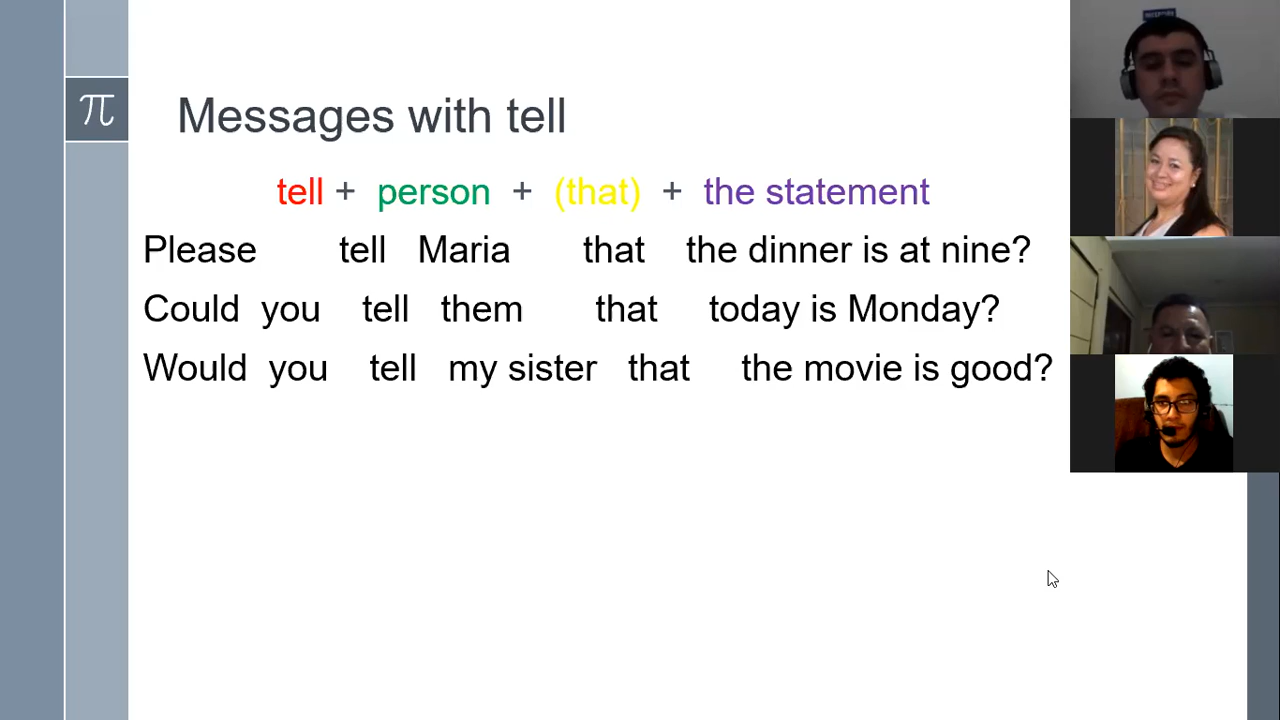 π
Messages with tell
tell + person + (that) + the statement
Please tell Maria that the dinner is at nine?
Could you tell them that today is Monday?
Would you tell my sister that the movie is good?